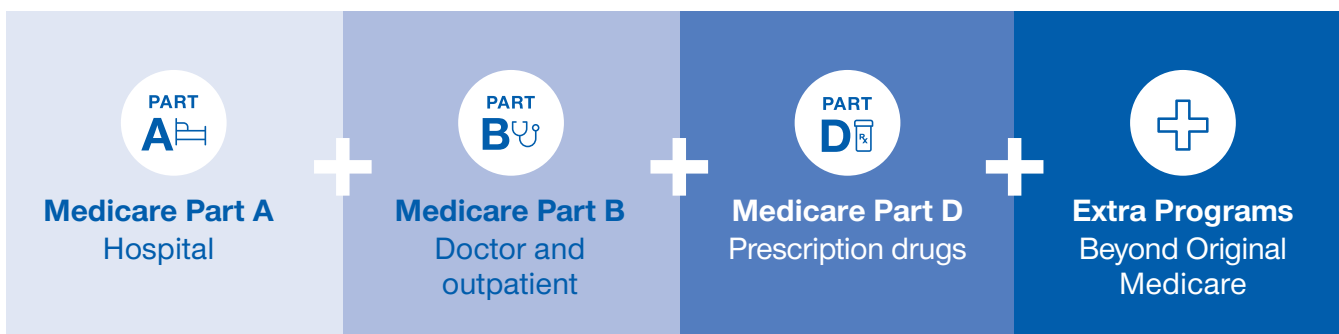 PART
A
Medicare Part A
Hospital
PART
B
Medicare Part B
Doctor and
outpatient
PART
D
Rx
Medicare Part D
Prescription drugs
Extra Programs
Beyond Original
Medicare